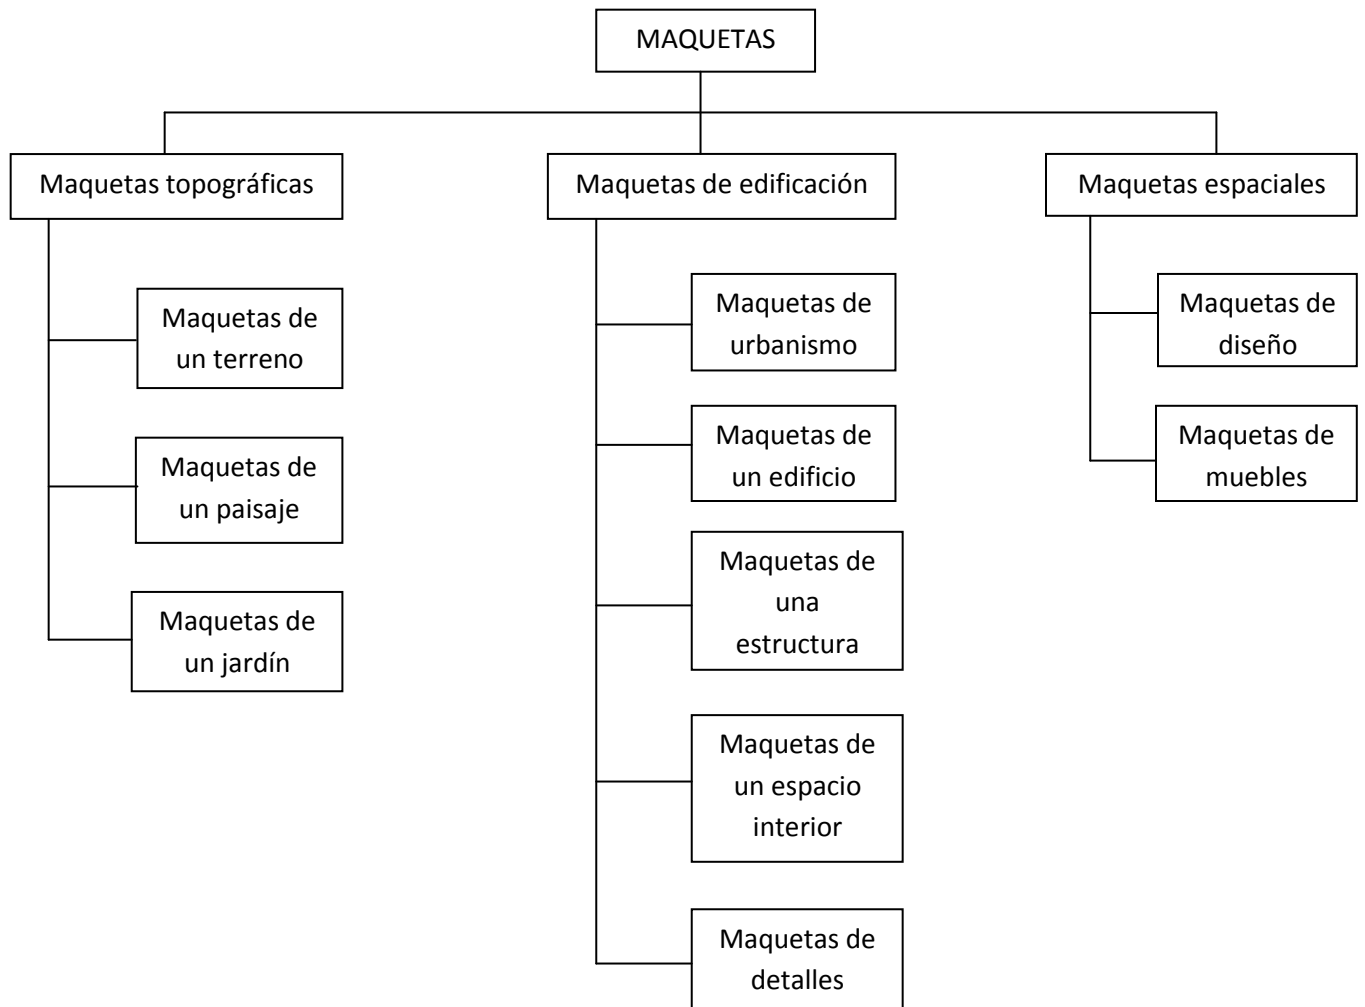 MAQUETAS
Maquetas topográficas
Maquetas de
un terreno
Maquetas de
un paisaje
Maquetas de
un jardín
Maquetas de edificación
Maquetas de
urbanismo
Maquetas de
un edificio
Maquetas de
una
estructura
Maquetas de
un espacio
interior
Maquetas de
detalles
Maquetas espaciales
Maquetas de
diseño
Maquetas de
muebles